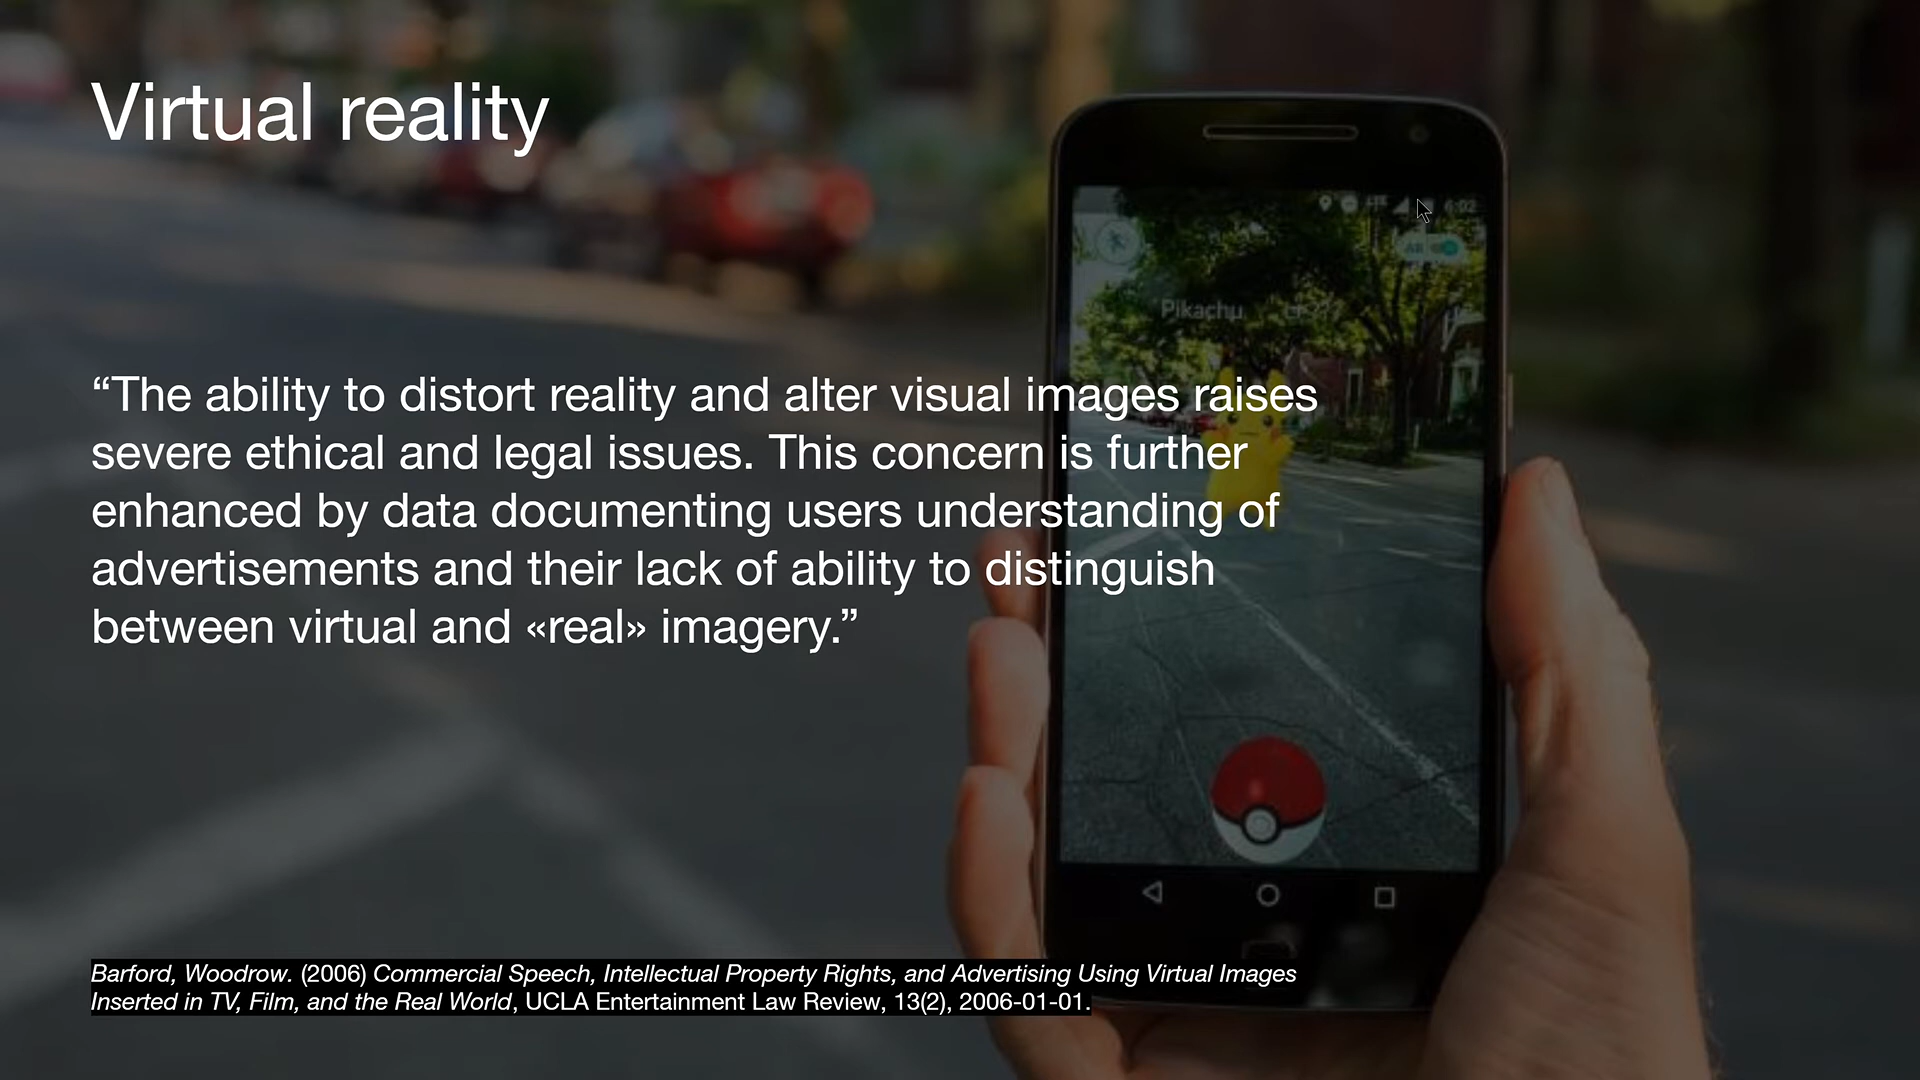 Virtual reality
6:02
Pikachu
“The ability to distort reality and alter visual images raises
severe ethical and legal issues. This concern is further
enhanced by data documenting users understanding of
advertisements and their lack of ability to distinguish
between virtual and «real» imagery.”
Barford, Woodrow. (2006) Commercial Speech, Intellectual Property Rights, and Advertising Using Virtual Images
Inserted in TV, Film, and the Real World, UCLA Entertainment Law Review, 13(2), 2006-01-01.